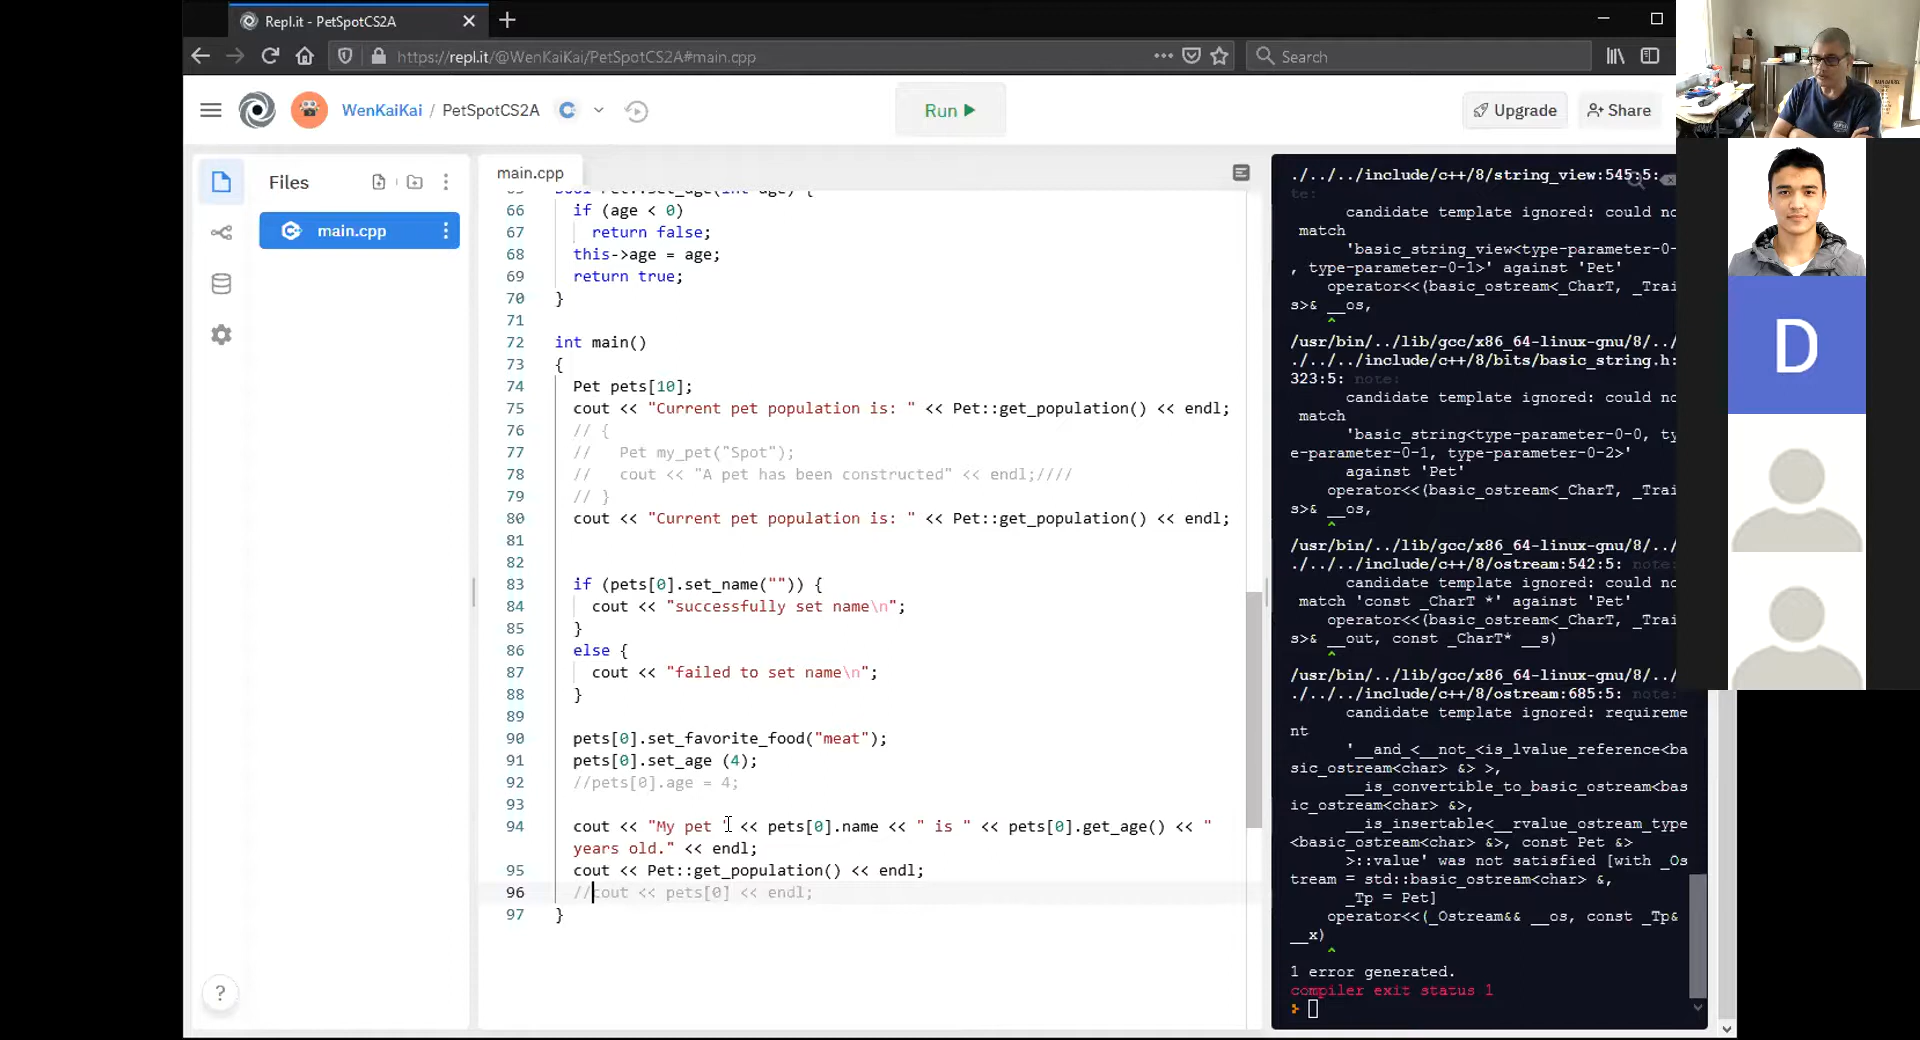 Repl.it - PetSpotCS2A
https://repl.it/@WenKaiKai/PetSpotCS2A#main.cpp
Search
WenKaiKai / PetSpotCS2A
Run
Upgrade
Share
Files
main.cpp
main.cpp
66 if (age < 0)
67 return false;
68 this->age = age;
69 return true;
70 }
71
72 int main()
73 {
74 Pet pets[10];
75 cout << "Current pet population is: " << Pet::get_population() << endl;
76 // {
77 // Pet my_pet("Spot");
78 // cout << "A pet has been constructed" << endl;////
79 // }
80 cout << "Current pet population is: " << Pet::get_population() << endl;
81
82
83 if (pets[0].set_name("")) {
84 cout << "successfully set name\n";
85 }
86 else {
87 cout << "failed to set name\n";
88 }
89
90 pets[0].set_favorite_food("meat");
91 pets[0].set_age (4);
92 //pets[0].age = 4;
93
94 cout << "My pet " << pets[0].name << " is " << pets[0].get_age() << "
years old." << endl;
95 cout << Pet::get_population() << endl;
96 //cout << pets[0] << endl;
97 }
?
./../../include/c++/8/string_view:545:5:
te:
candidate template ignored: could no
match
'basic_string_view<type-parameter-0-
, type-parameter-0-1>' against 'Pet'
operator<<(basic_ostream<_CharT, _Trai
s>& __os,
^
/usr/bin/../lib/gcc/x86_64-linux-gnu/8/../
./../include/c++/8/bits/basic_string.h:
323:5: note:
candidate template ignored: could no
match
'basic_string<type-parameter-0-0, ty
e-parameter-0-1, type-parameter-0-2>'
against 'Pet'
operator<<(basic_ostream<_CharT, _Trai
s>& __os,
^
/usr/bin/../lib/gcc/x86_64-linux-gnu/8/../
./../include/c++/8/ostream:542:5: note:
candidate template ignored: could no
match 'const _CharT *' against 'Pet'
operator<<(basic_ostream<_CharT, _Trai
s>& __out, const _CharT* __s)
^
/usr/bin/../lib/gcc/x86_64-linux-gnu/8/../
./../include/c++/8/ostream:685:5: note:
candidate template ignored: requireme
nt
'__and_<__not_<is_lvalue_reference<ba
sic_ostream<char> &> >,
__is_convertible_to_basic_ostream<bas
ic_ostream<char> &>,
__is_insertable<__rvalue_ostream_type
<basic_ostream<char> &>, const Pet &>
>::value' was not satisfied [with _Os
tream = std::basic_ostream<char> &,
_Tp = Pet]
operator<<(_Ostream&& __os, const _Tp&
__x)
^
1 error generated.
compiler exit status 1
D